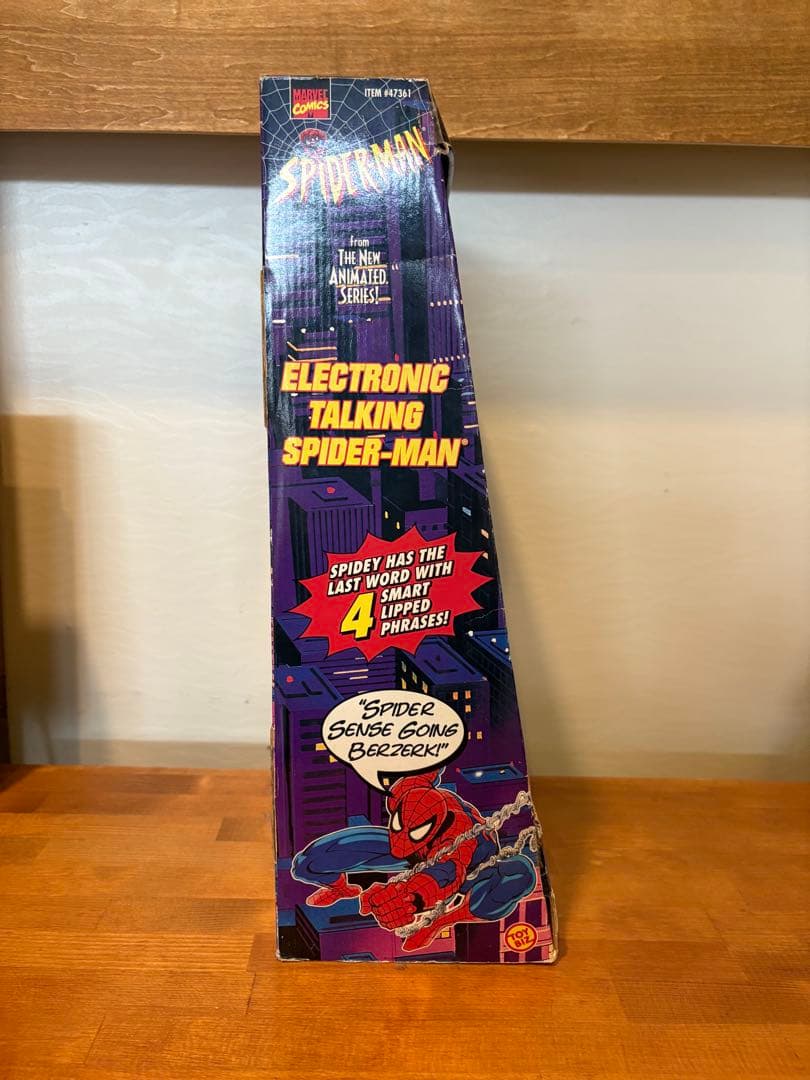 MARVEL
COMICS
ITEM #47361
SPIDER-MAN®
from
THE NEW
ANIMATED
SERIES!
ELECTRONIC
TALKING
SPIDER-MAN®
SPIDEY HAS THE
LAST WORD WITH
4 SMART
LIPPED
PHRASES!
"SPIDER
SENSE GOING
BERZERK!"
TOY
BIZ